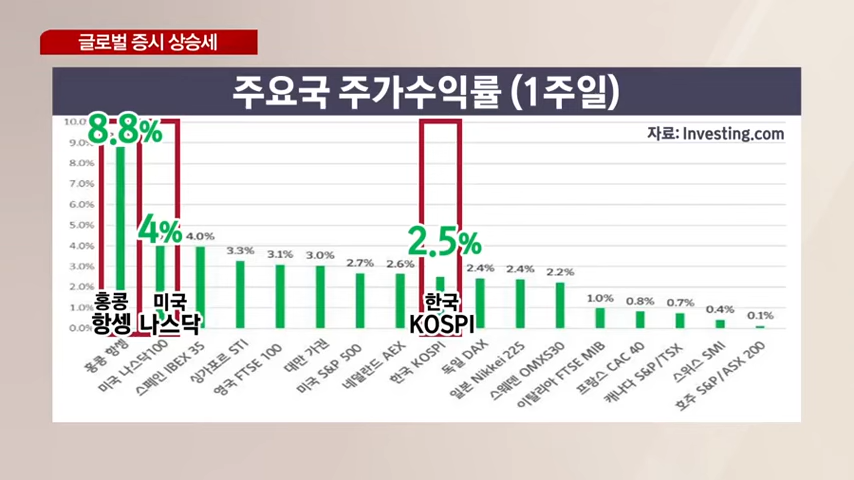 글로벌 증시 상승세
주요국 주가수익률 (1주일)
자료: Investing.com
10.0%
9.0%
8.0%
7.0%
6.0%
5.0%
4.0%
3.0%
2.0%
1.0%
0.0%
8.8%
4%
4.0%
3.3%
3.1%
3.0%
2.7%
2.6%
2.5%
2.4%
2.4%
2.2%
1.0%
0.8%
0.7%
0.4%
0.1%
홍콩
항셍
미국
나스닥
한국
KOSPI
홍콩 항셍
미국 나스닥100
스페인 IBEX 35
싱가포르 STI
영국 FTSE 100
대만 가권
미국 S&P 500
네덜란드 AEX
한국 KOSPI
독일 DAX
일본 Nikkei 225
스웨덴 OMXS30
이탈리아 FTSE MIB
프랑스 CAC 40
캐나다 S&P/TSX
스위스 SMI
호주 S&P/ASX 200